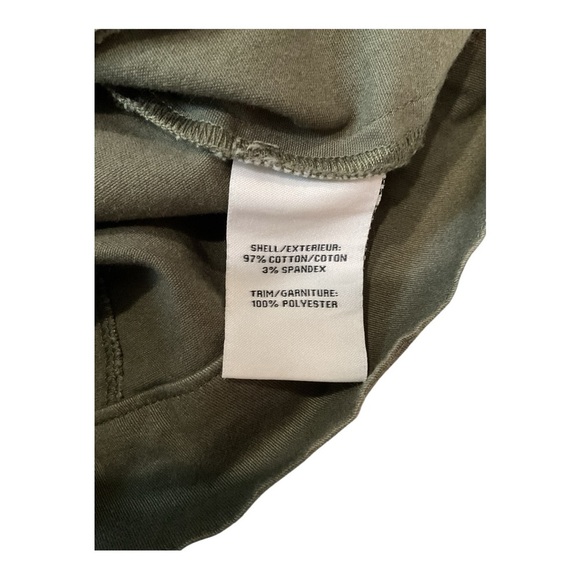 SHELL/EXTERIEUR:
97% COTTON/COTON
3% SPANDEX
TRIM/GARNITURE:
100% POLYESTER